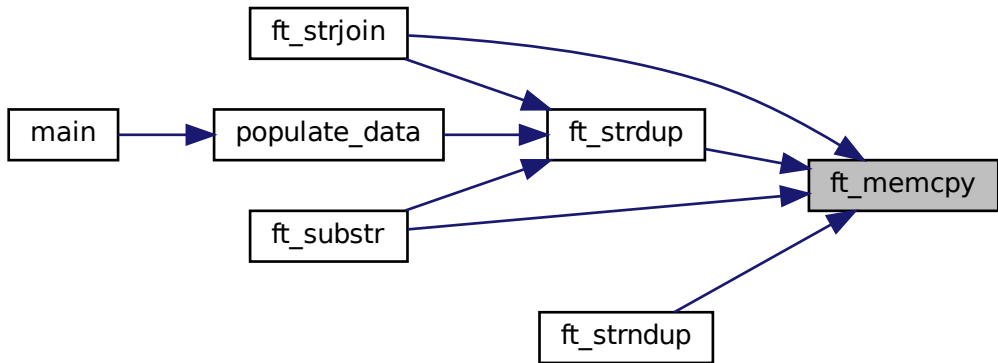 ft_strjoin
main
populate_data
ft_strdup
ft_memcpy
ft_substr
ft_strndup